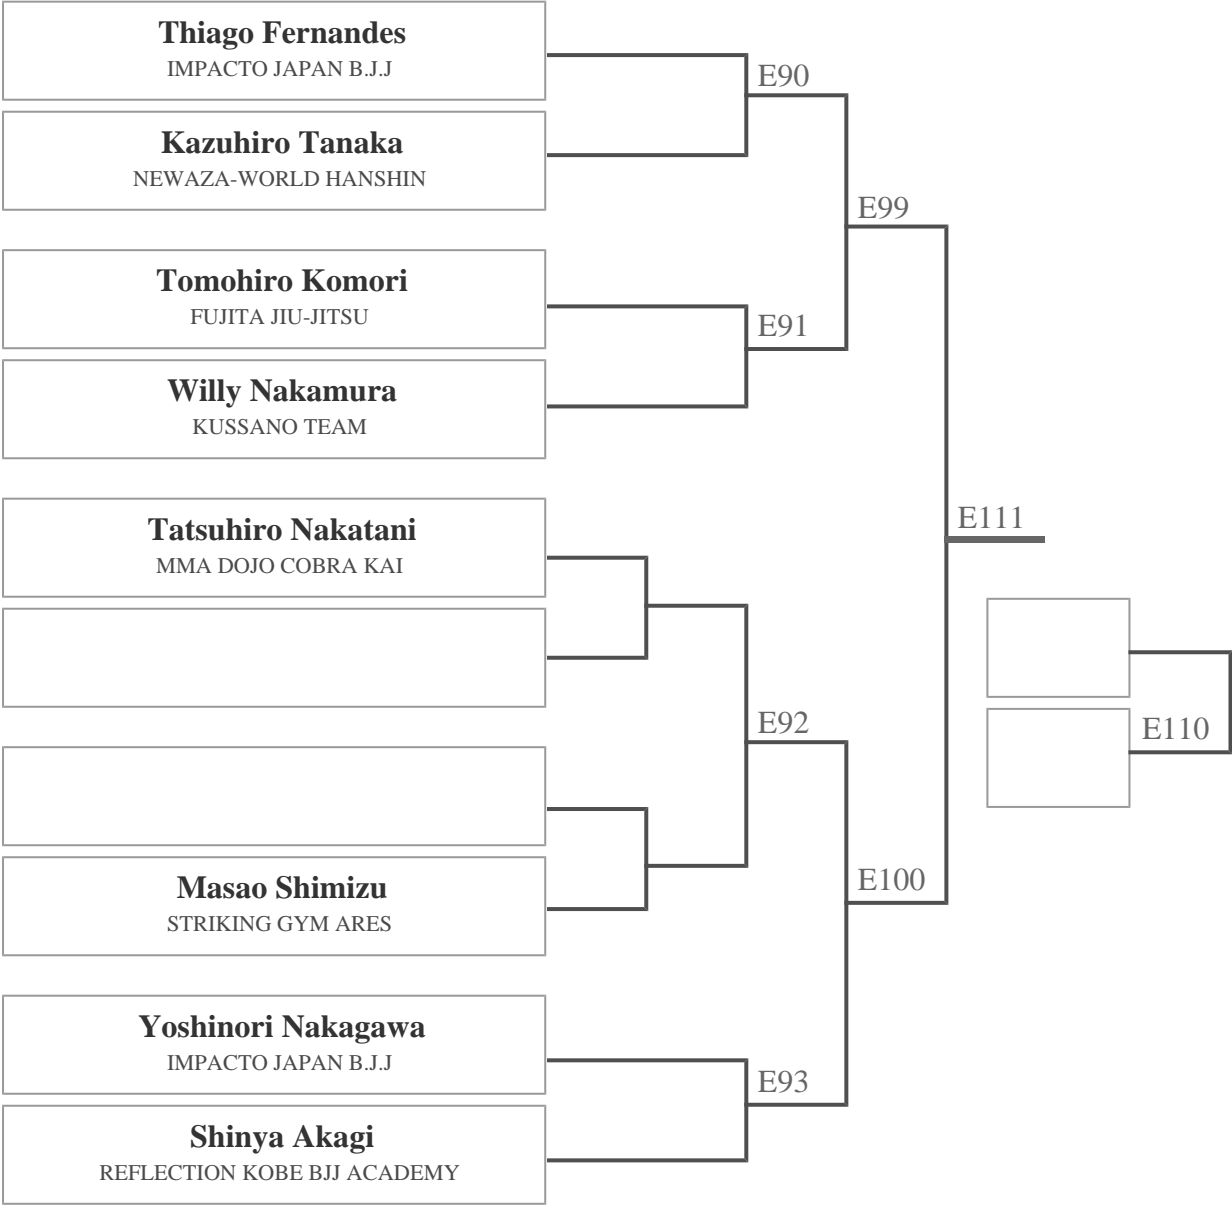 Thiago Fernandes
IMPACTO JAPAN B.J.J
E90
Kazuhiro Tanaka
NEWAZA-WORLD HANSHIN
E99
Tomohiro Komori
FUJITA JIU-JITSU
E91
Willy Nakamura
KUSSANO TEAM
Tatsuhiro Nakatani
MMA DOJO COBRA KAI
E111
E92
E110
Masao Shimizu
STRIKING GYM ARES
E100
Yoshinori Nakagawa
IMPACTO JAPAN B.J.J
E93
Shinya Akagi
REFLECTION KOBE BJJ ACADEMY